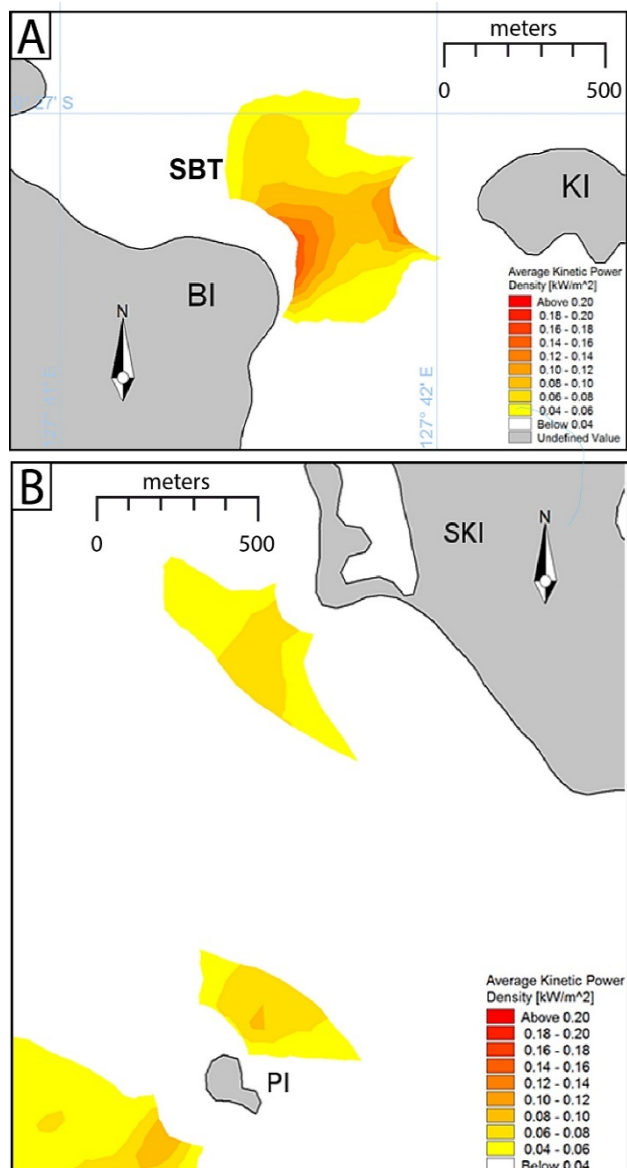 A
meters
0 500
27' S
SBT
KI
BI
N
127° 42' E
Average Kinetic Power
Density [kW/m^2]
Above 0.20
0.18 - 0.20
0.16 - 0.18
0.14 - 0.16
0.12 - 0.14
0.10 - 0.12
0.08 - 0.10
0.06 - 0.08
0.04 - 0.06
Below 0.04
Undefined Value
B
meters
0 500
SKI
N
PI
Average Kinetic Power
Density [kW/m^2]
Above 0.20
0.18 - 0.20
0.16 - 0.18
0.14 - 0.16
0.12 - 0.14
0.10 - 0.12
0.08 - 0.10
0.06 - 0.08
0.04 - 0.06
Below 0.04